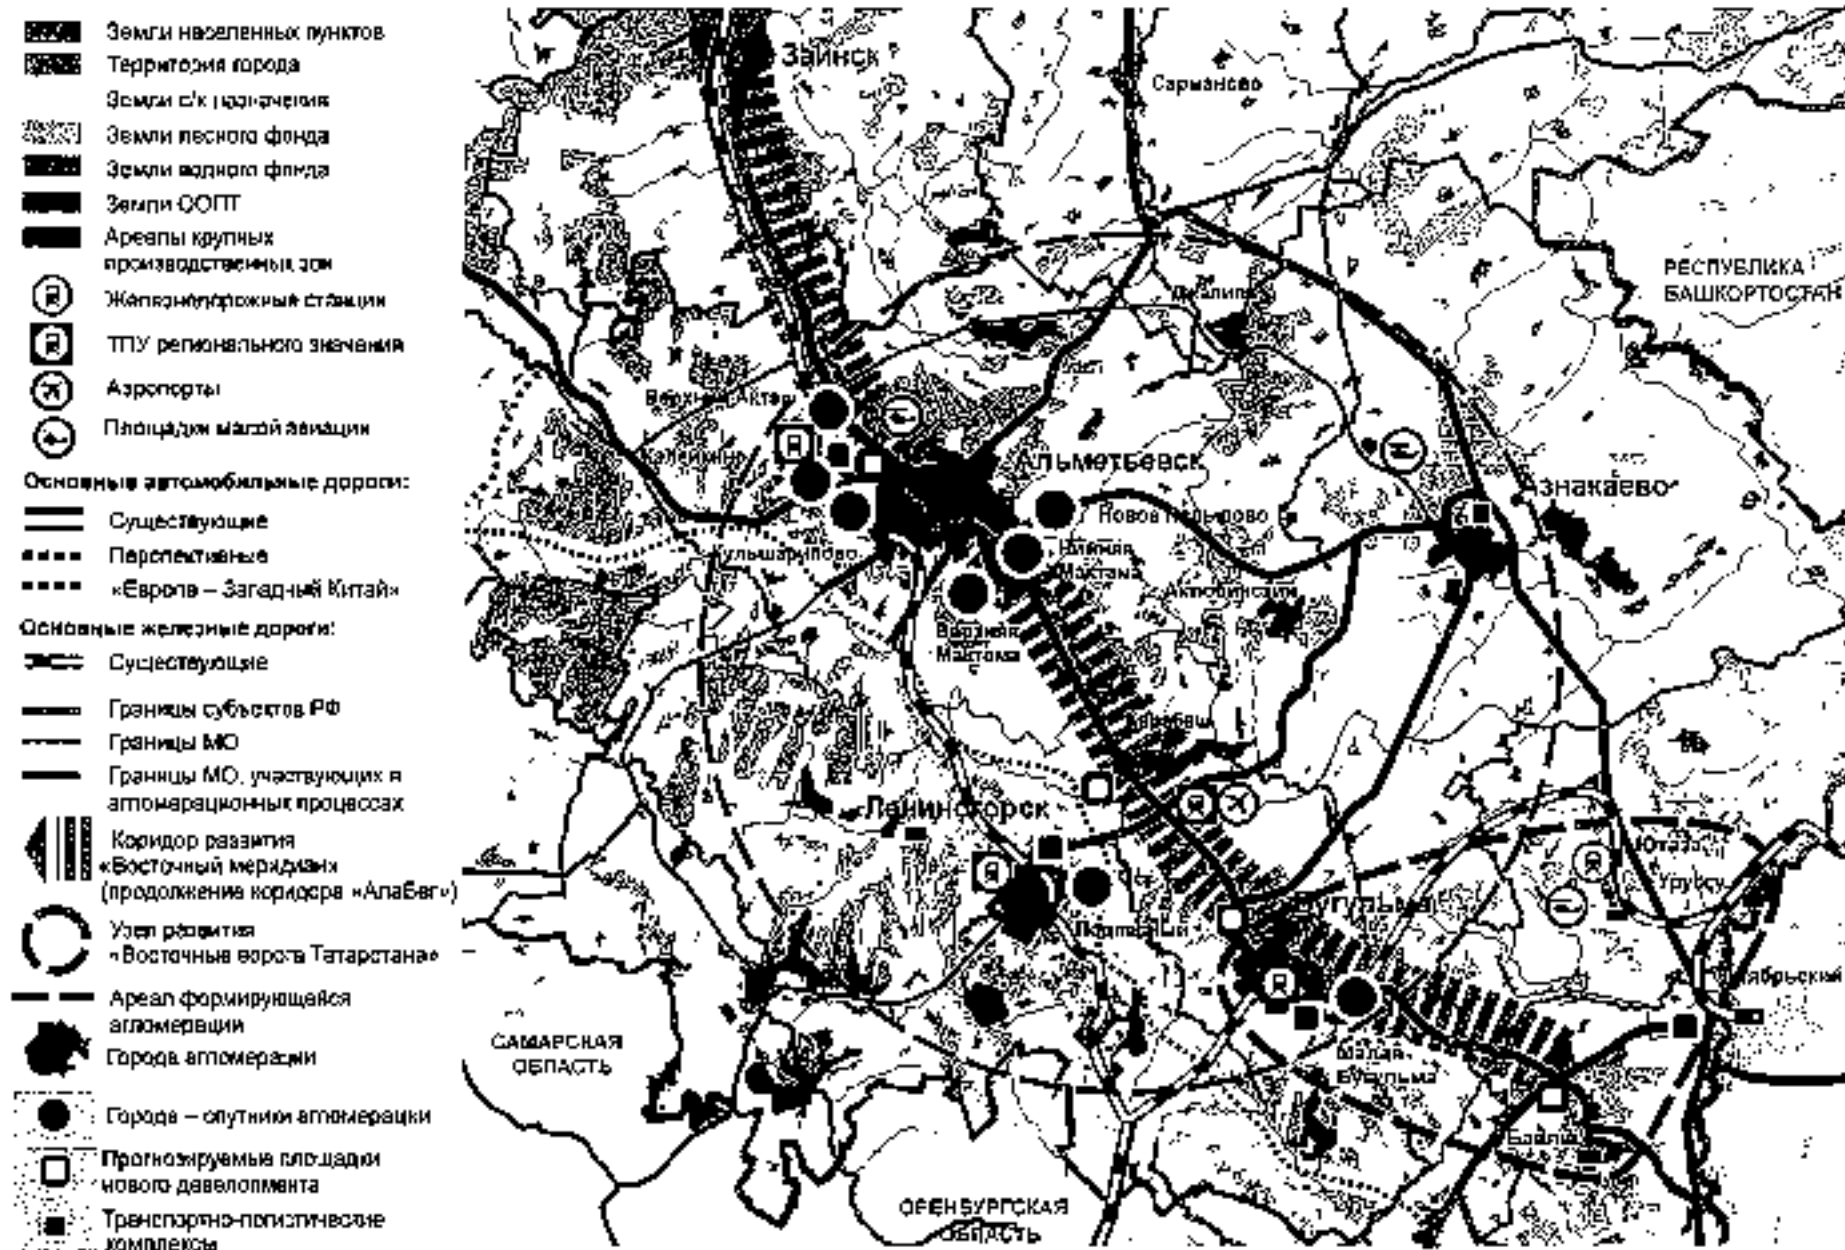 Земли населенных пунктов
Территория города
Земли с/х назначения
Земли лесного фонда
Земли водного фонда
Земли ООПТ
Ареалы крупных
производственных зон
Железнодорожные станции
ТПУ регионального значения
Аэропорты
Площадки малой авиации
Основные автомобильные дороги:
Существующие
Перспективные
«Европа – Западный Китай»
Основные железные дороги:
Существующие
Границы субъектов РФ
Границы МО
Границы МО, участвующих в
агломерационных процессах
Коридор развития
«Восточный меридиан»
(продолжение коридора «АлаБег»)
Узел развития
«Восточные ворота Татарстана»
Ареал формирующейся
агломерации
Города агломерации
Города – спутники агломерации
Прогнозируемые площадки
нового девелопмента
Транспортно-логистические
комплексы
Заинск
Сарманово
РЕСПУБЛИКА
БАШКОРТОСТАН
Альметьевск
Азнакаево
Кульшарипово
Нижняя
Мактама
Актюбинский
Верхняя
Мактама
Карабаш
Лениногорск
Ютаза
Уруссу
Бугульма
САМАРСКАЯ
ОБЛАСТЬ
Малая
Бугульма
ОРЕНБУРГСКАЯ
ОБЛАСТЬ